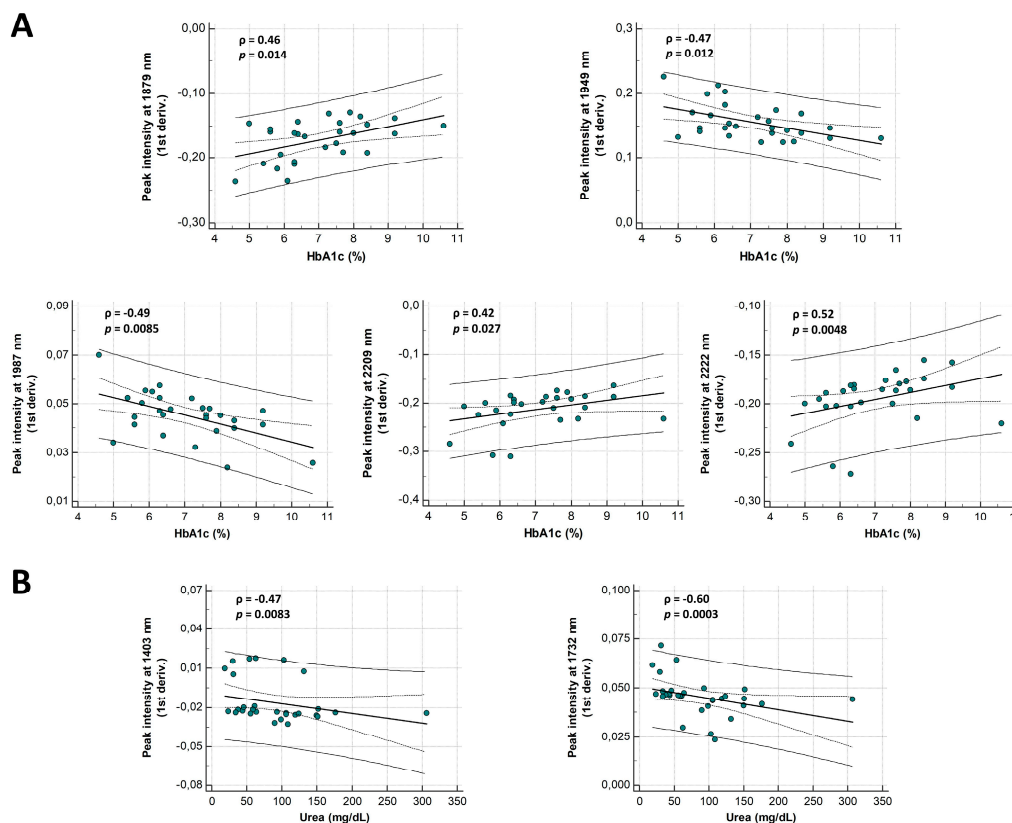 A
ρ 0.46
p = 0.014
Peak intensity at 1879 nm
(1st deriv.)
0,00
-0,10
-0,20
-0,30
4 5 6 7 8 9 10 11
HbA1c (%)
ρ = -0.47
p = 0.012
Peak intensity at 1949 nm
(1st deriv.)
0,3
0,2
0,1
0,0
4 5 6 7 8 9 10 11
HbA1c (%)
ρ = -0.49
p = 0.0085
Peak intensity at 1987 nm
(1st deriv.)
0,09
0,07
0,05
0,03
0,01
4 5 6 7 8 9 10 11
HbA1c (%)
ρ = 0.42
p = 0.027
Peak intensity at 2209 nm
(1st deriv.)
-0,0
-0,1
-0,2
-0,3
-0,4
4 5 6 7 8 9 10 11
HbA1c (%)
ρ = 0.52
p = 0.0048
Peak intensity at 2222 nm
(1st deriv.)
-0,10
-0,15
-0,20
-0,25
-0,30
4 5 6 7 8 9 10 11
HbA1c (%)
B
ρ = -0.47
p = 0.0083
Peak intensity at 1403 nm
(1st deriv.)
0,07
0,04
0,01
-0,02
-0,05
-0,08
0 50 100 150 200 250 300 350
Urea (mg/dL)
ρ = -0.60
p = 0.0003
Peak intensity at 1732 nm
(1st deriv.)
0,100
0,075
0,050
0,025
0,000
0 50 100 150 200 250 300 350
Urea (mg/dL)